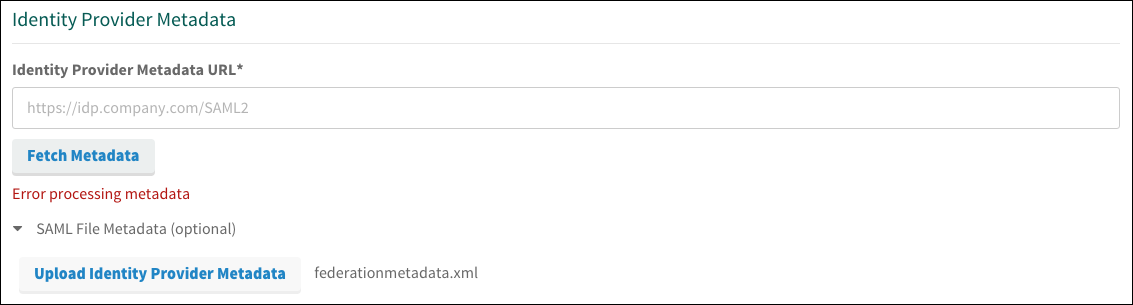 Identity Provider Metadata
Identity Provider Metadata URL*
https://idp.company.com/SAML2
Fetch Metadata
Error processing metadata
SAML File Metadata (optional)
Upload Identity Provider Metadata federationmetadata.xml